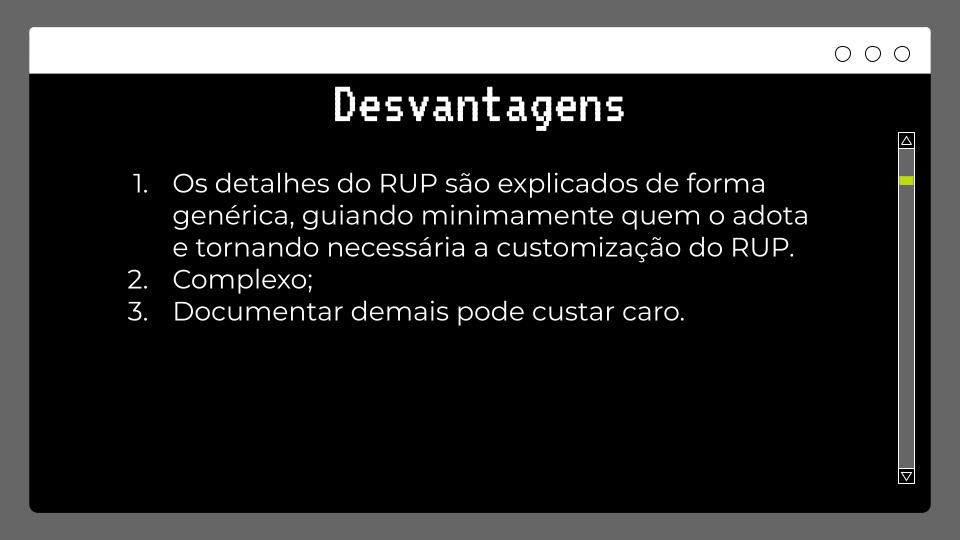 Desvantagens
1. Os detalhes do RUP são explicados de forma
genérica, guiando minimamente quem o adota
e tornando necessária a customização do RUP.
2. Complexo;
3. Documentar demais pode custar caro.